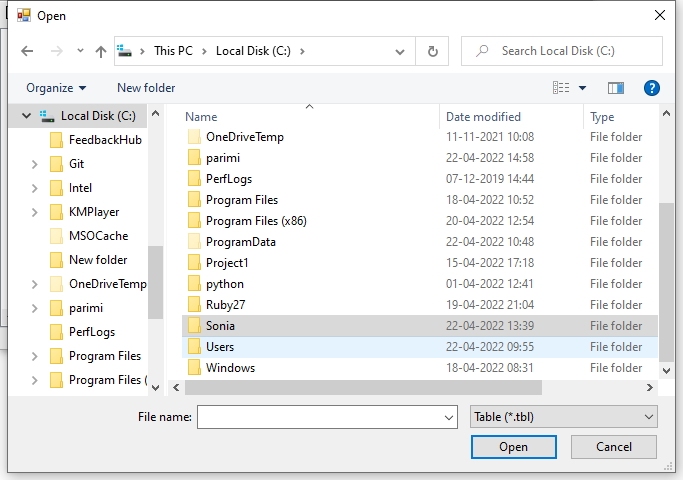 Open
This PC > Local Disk (C:) >
Search Local Disk (C:)
Organize
New folder
Local Disk (C:)
FeedbackHub
Git
Intel
KMPlayer
MSOCache
New folder
OneDriveTemp
parimi
PerfLogs
Program Files
Program Files (
Name Date modified Type
OneDriveTemp 11-11-2021 10:08 File folder
parimi 22-04-2022 14:58 File folder
PerfLogs 07-12-2019 14:44 File folder
Program Files 18-04-2022 10:52 File folder
Program Files (x86) 20-04-2022 12:54 File folder
ProgramData 22-04-2022 10:48 File folder
Project1 15-04-2022 17:18 File folder
python 01-04-2022 12:41 File folder
Ruby27 19-04-2022 21:04 File folder
Sonia 22-04-2022 13:39 File folder
Users 22-04-2022 09:55 File folder
Windows 18-04-2022 08:31 File folder
File name:
Table (*.tbl)
Open
Cancel